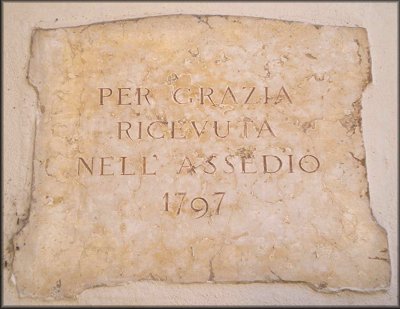 PER GRAZIA
RICEVUTA
NELL' ASSEDIO
1797